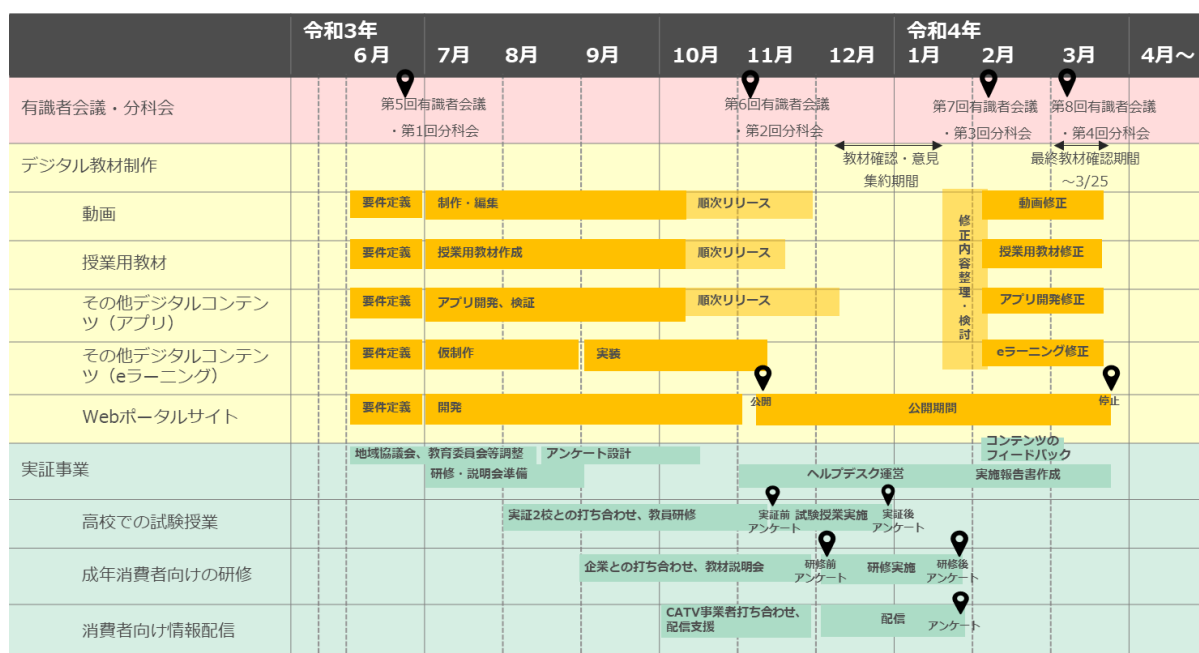 令和3年
令和4年
6月
7月
8月
9月
10月
11月
12月
1月
2月
3月
4月～
有識者会議・分科会
第5回有識者会議
・第1回分科会
第6回有識者会議
・第2回分科会
第7回有識者会議
・第3回分科会
第8回有識者会議
・第4回分科会
デジタル教材制作
教材確認・意見
集約期間
最終教材確認期間
～3/25
動画
要件定義
制作・編集
順次リリース
修正内容整理・検討
動画修正
授業用教材
要件定義
授業用教材作成
順次リリース
授業用教材修正
その他デジタルコンテン
ツ（アプリ）
要件定義
アプリ開発、検証
順次リリース
アプリ開発修正
その他デジタルコンテン
ツ（eラーニング）
要件定義
仮制作
実装
eラーニング修正
公開
停止
Webポータルサイト
要件定義
開発
公開期間
実証事業
地域協議会、教育委員会等調整
アンケート設計
コンテンツの
フィードバック
研修・説明会準備
ヘルプデスク運営
実施報告書作成
高校での試験授業
実証2校との打ち合わせ、教員研修
実証前
アンケート
試験授業実施
実証後
アンケート
成年消費者向けの研修
企業との打ち合わせ、教材説明会
研修前
アンケート
研修実施
研修後
アンケート
消費者向け情報配信
CATV事業者打ち合わせ、
配信支援
配信
アンケート